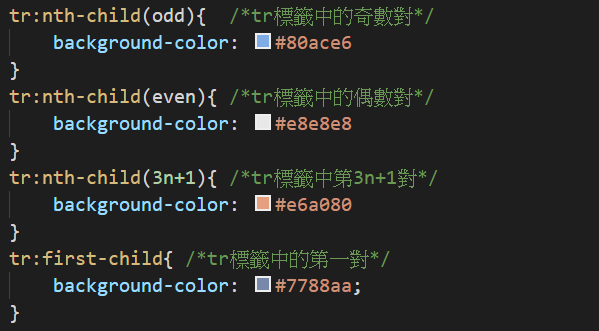 tr:nth-child(odd){  /*tr標籤中的奇數對*/
    background-color: #80ace6
}
tr:nth-child(even){ /*tr標籤中的偶數對*/
    background-color: #e8e8e8
}
tr:nth-child(3n+1){ /*tr標籤中第3n+1對*/
    background-color: #e6a080
}
tr:first-child{ /*tr標籤中的第一對*/
    background-color: #7788aa;
}